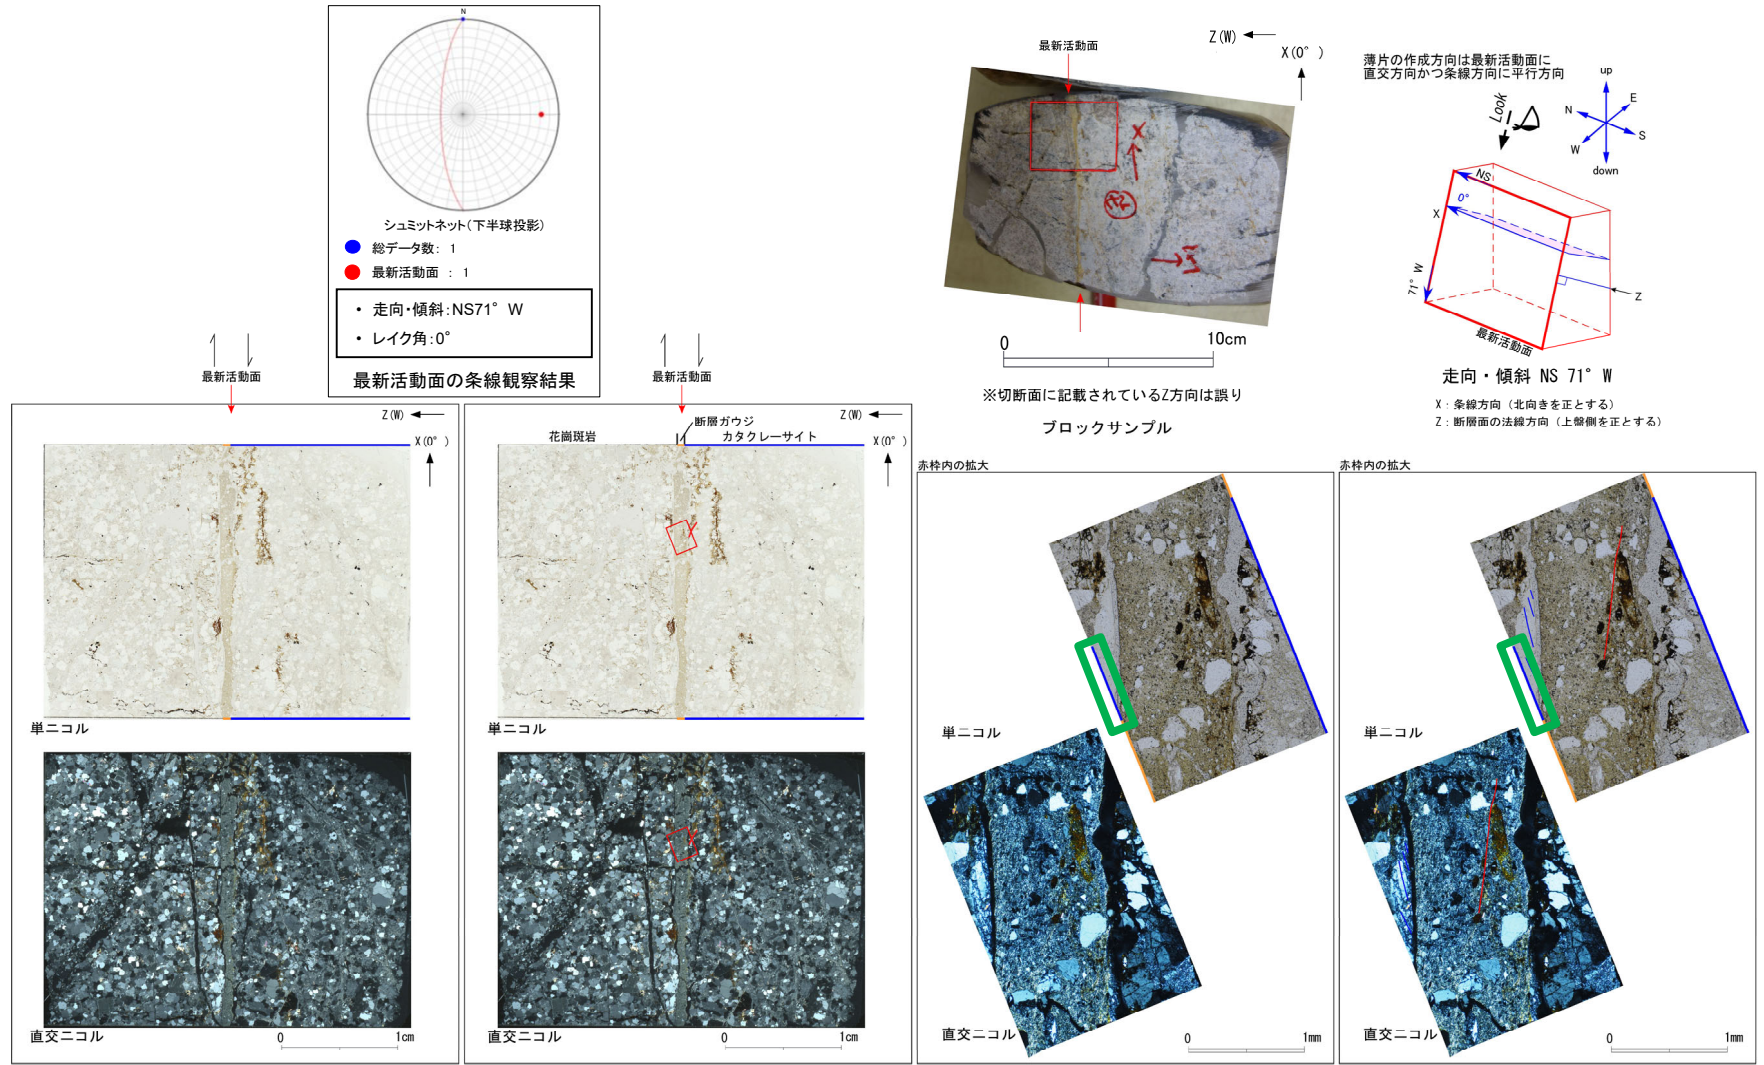 N
シュミットネット(下半球投影)
総データ数: 1
最新活動面 : 1
・ 走向・傾斜:NS71° W
・ レイク角:0°
最新活動面の条線観察結果
最新活動面
Z(W)
X(0°)
X
Z
0
10cm
※切断面に記載されているZ方向は誤り
ブロックサンプル
薄片の作成方向は最新活動面に
直交方向かつ条線方向に平行方向
Look
up
E
N
S
W
down
NS
0°
X
71° W
Z
最新活動面
走向・傾斜 NS 71° W
X:条線方向(北向きを正とする)
Z:断層面の法線方向(上盤側を正とする)
最新活動面
Z(W)
X(0°)
単ニコル
直交ニコル
0
1cm
最新活動面
Z(W)
断層ガウジ
花崗斑岩
カタクレーサイト
X(0°)
単ニコル
直交ニコル
0
1cm
赤枠内の拡大
単ニコル
直交ニコル
0
1mm
赤枠内の拡大
単ニコル
直交ニコル
0
1mm